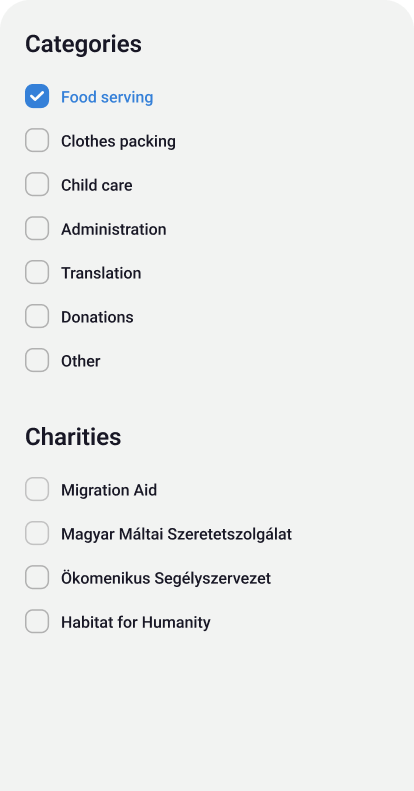 Categories
Food serving
Clothes packing
Child care
Administration
Translation
Donations
Other
Charities
Migration Aid
Magyar Máltai Szeretetszolgálat
Ökomenikus Segélyszervezet
Habitat for Humanity